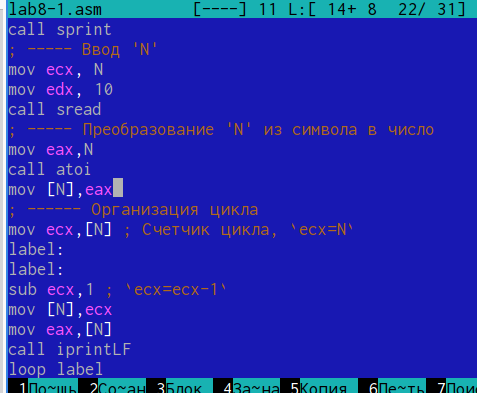 lab8-1.asm [----] 11 L:[ 14+ 8 22/ 31]
call sprint
; ----- Ввод 'N'
mov ecx, N
mov edx, 10
call sread
; ----- Преобразование 'N' из символа в число
mov eax,N
call atoi
mov [N],eax
; ------ Организация цикла
mov ecx,[N] ; Счетчик цикла, `ecx=N`
label:
label:
sub ecx,1 ; `ecx=ecx-1`
mov [N],ecx
mov eax,[N]
call iprintLF
loop label
1По~щь 2Со~ан 3Блок 4За~на 5Копия 6Пе~ть 7Пои